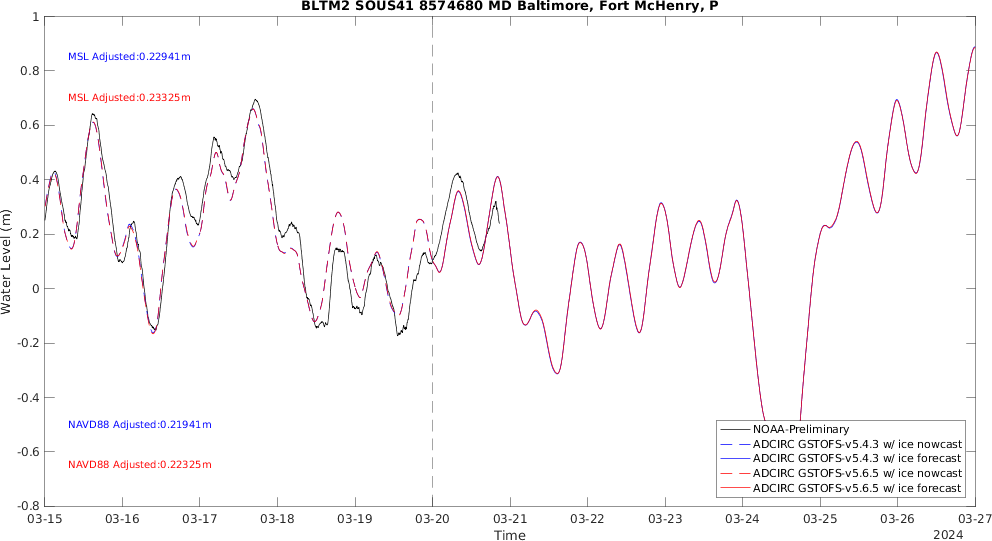 BLTM2 SOUS41 8574680 MD Baltimore, Fort McHenry, P
MSL Adjusted:0.22941m
MSL Adjusted:0.23325m
NAVD88 Adjusted:0.21941m
NAVD88 Adjusted:0.22325m
Water Level (m)
1
0.8
0.6
0.4
0.2
0
-0.2
-0.4
-0.6
-0.8
NOAA-Preliminary
ADCIRC GSTOFS-v5.4.3 w/ ice nowcast
ADCIRC GSTOFS-v5.4.3 w/ ice forecast
ADCIRC GSTOFS-v5.6.5 w/ ice nowcast
ADCIRC GSTOFS-v5.6.5 w/ ice forecast
03-15 03-16 03-17 03-18 03-19 03-20 03-21 03-22 03-23 03-24 03-25 03-26 03-27
Time
2024